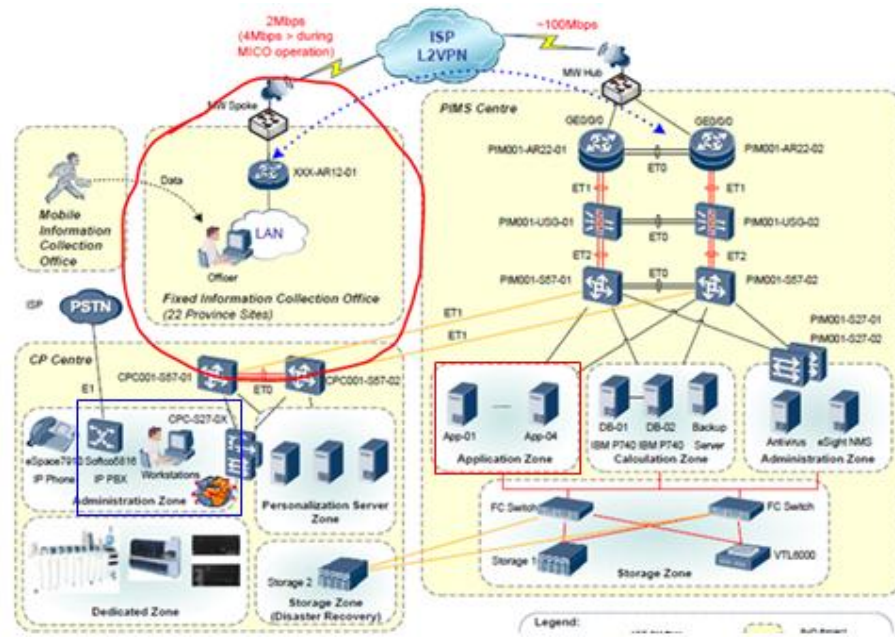 2Mbps
(4Mbps > during
MICO operation)
ISP
L2VPN
~100Mbps
MW Hub
MW Spoke
PIMS Centre
GE0/0/0
GE0/0/0
XXX-AR12-01
PIM001-AR22-01
PIM001-AR22-02
ET0
Data
ET1
ET1
Mobile
Information
Collection
Office
LAN
PIM001-USG-01
PIM001-USG-02
ET0
Officer
ET2
ET2
PIM001-S57-01
ET0
PIM001-S57-02
Fixed Information Collection Office
(22 Province Sites)
ISP
PSTN
ET1
ET1
PIM001-S27-01
PIM001-S27-02
CP Centre
CPC001-S57-01
ET0
CPC001-S57-02
E1
CPC-S27-0X
App-01
App-04
DB-01
DB-02
Backup
IBM P740
IBM P740
Server
Antivirus
eSight NMS
Application Zone
Calculation Zone
Administration Zone
Workstations
IP Phone
IP PBX
Administration Zone
Personalization Server
Zone
FC Switch
FC Switch
Storage 1
VTL6000
Storage 2
Storage Zone
Dedicated Zone
Storage Zone
(Disaster Recovery)
Legend: